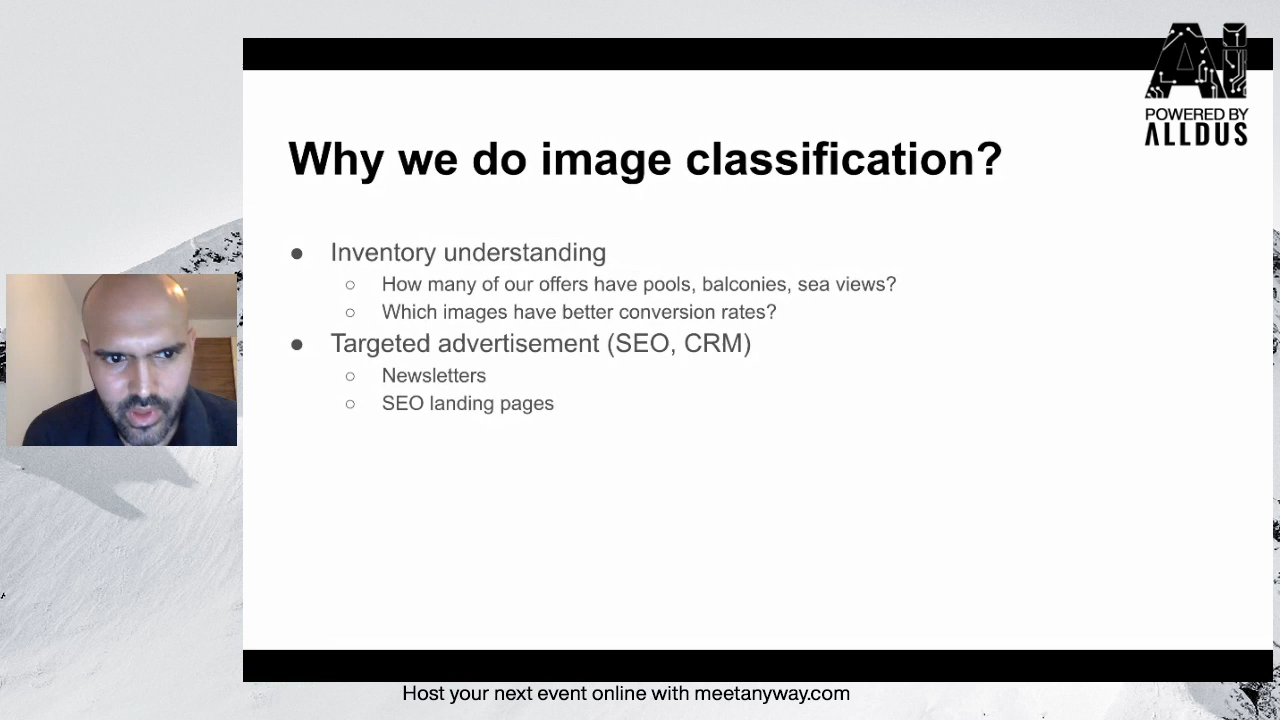 Ai
POWERED BY
ALLDUS
Why we do image classification?
● Inventory understanding
○ How many of our offers have pools, balconies, sea views?
○ Which images have better conversion rates?
● Targeted advertisement (SEO, CRM)
○ Newsletters
○ SEO landing pages
Host your next event online with meetanyway.com